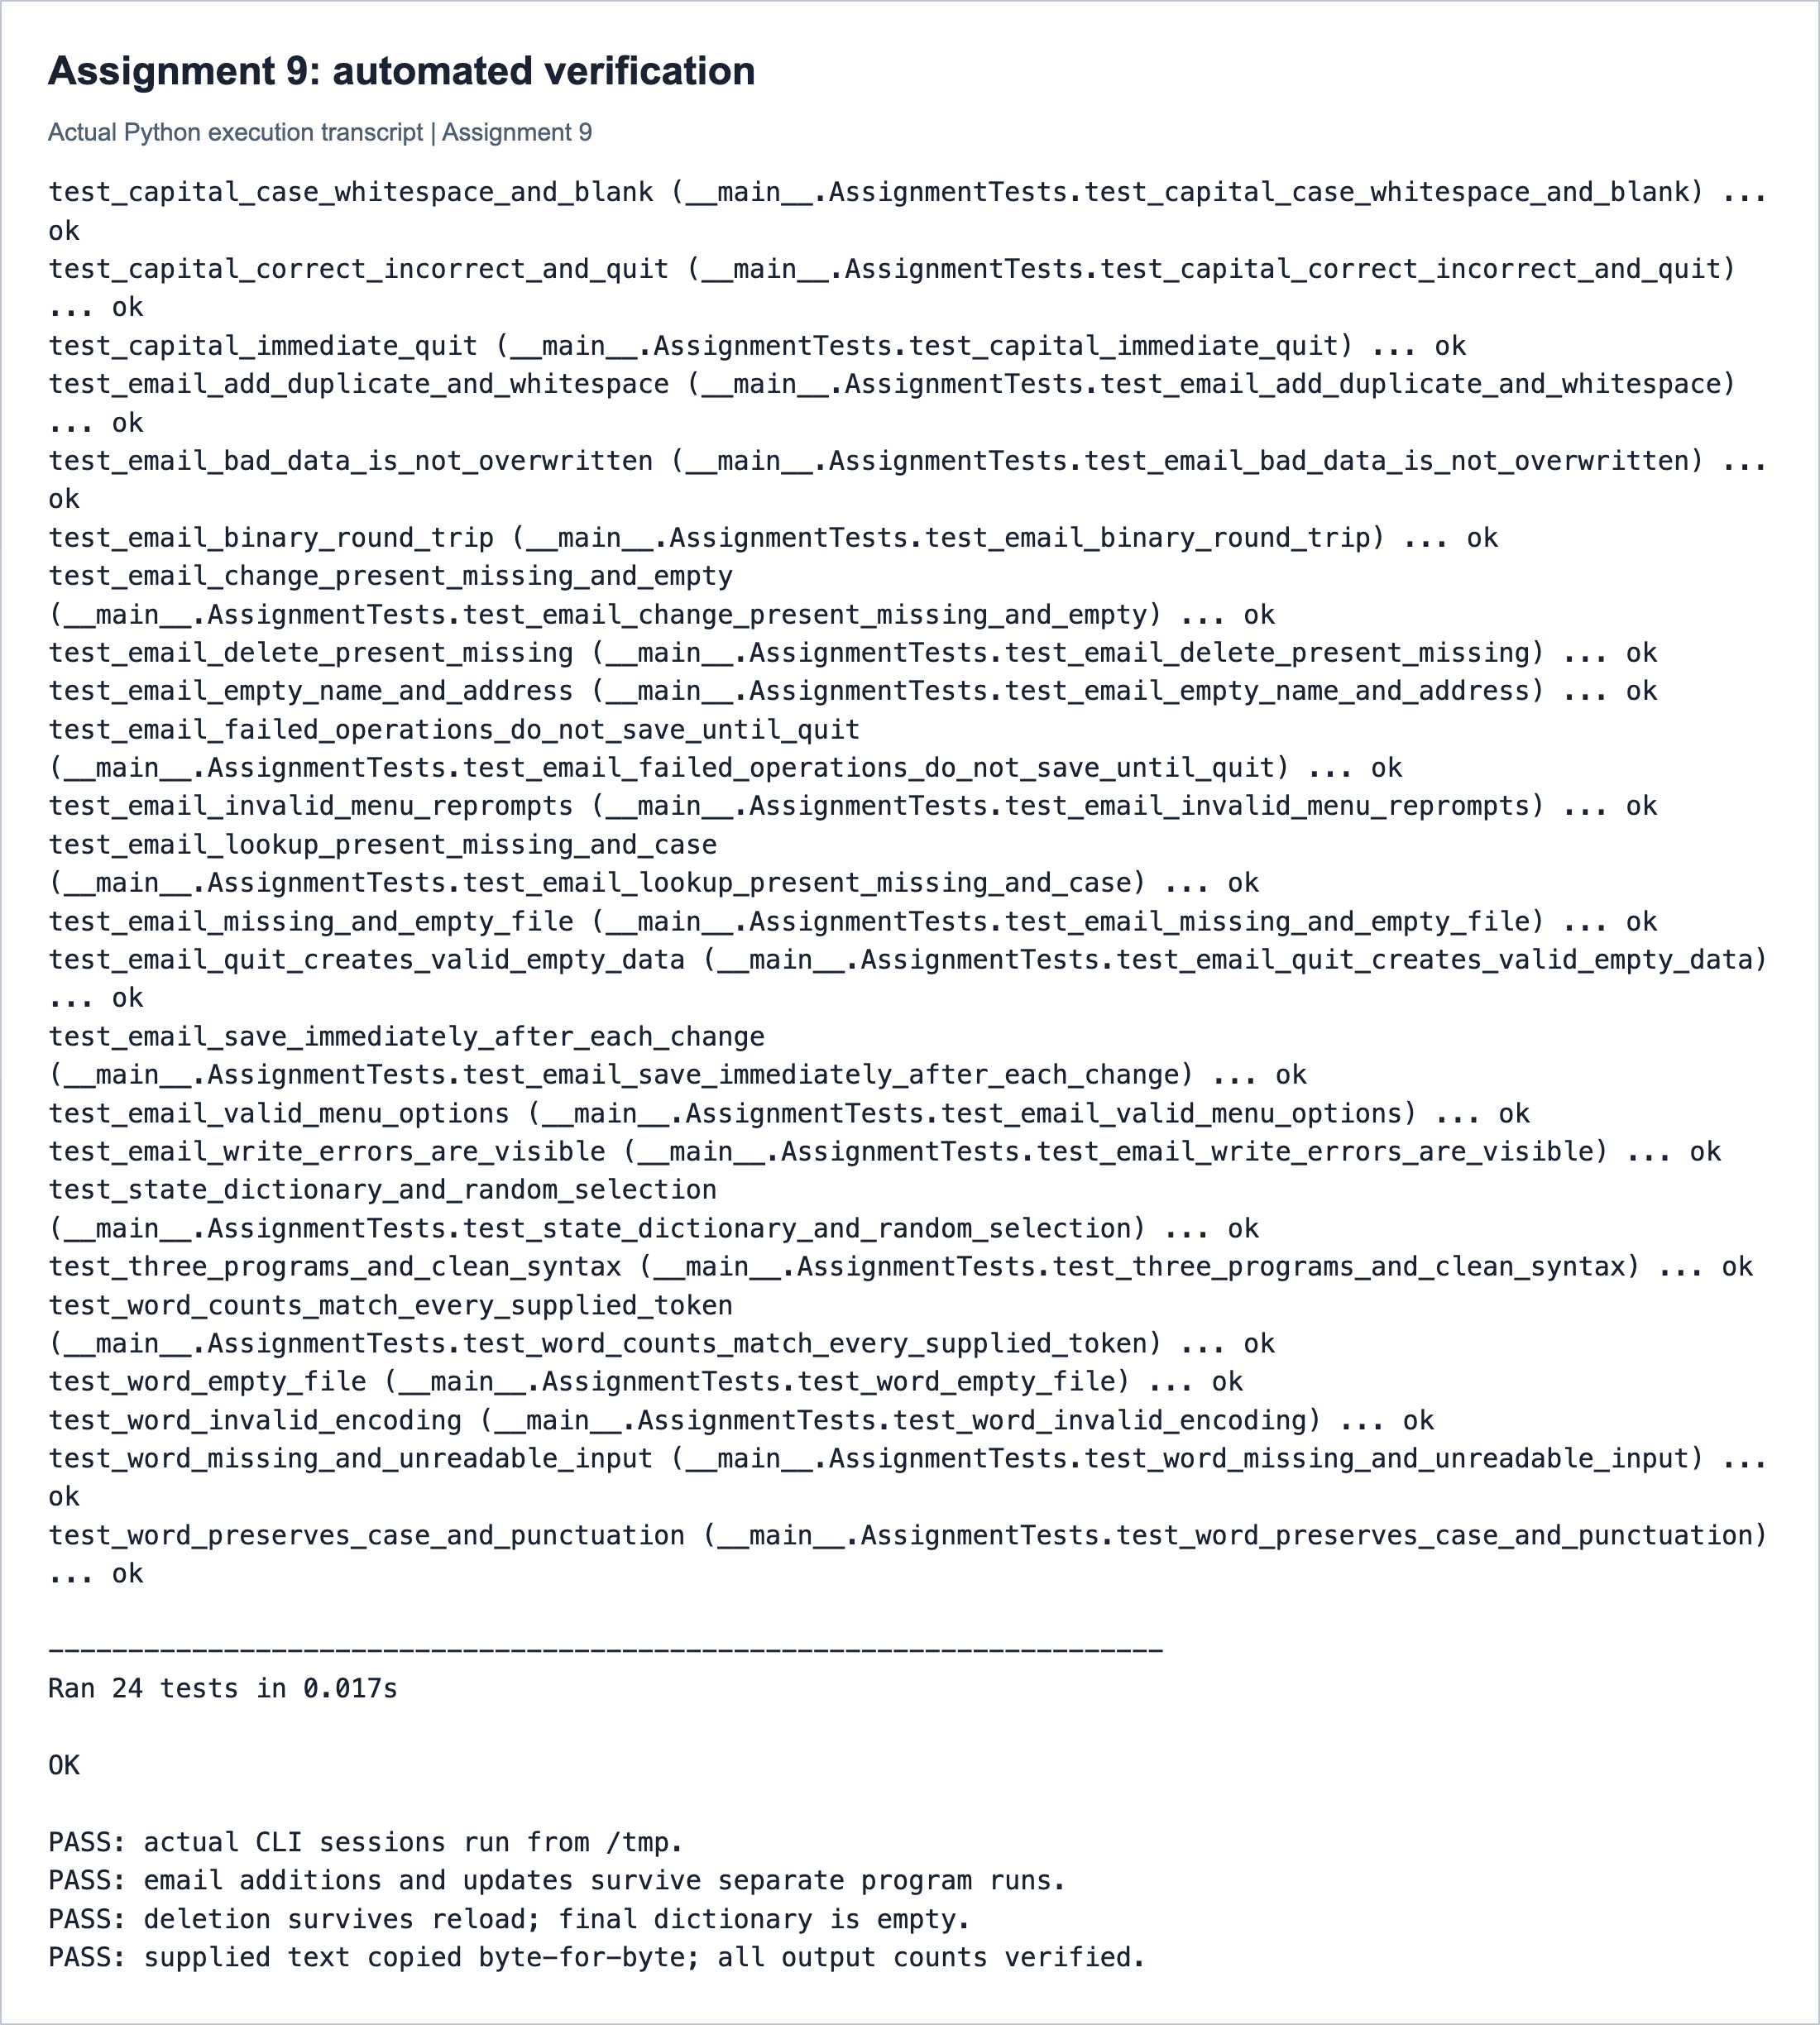 Assignment 9: automated verification
Actual Python execution transcript | Assignment 9
test_capital_case_whitespace_and_blank (__main__.AssignmentTests.test_capital_case_whitespace_and_blank) ...
ok
test_capital_correct_incorrect_and_quit (__main__.AssignmentTests.test_capital_correct_incorrect_and_quit)
... ok
test_capital_immediate_quit (__main__.AssignmentTests.test_capital_immediate_quit) ... ok
test_email_add_duplicate_and_whitespace (__main__.AssignmentTests.test_email_add_duplicate_and_whitespace)
... ok
test_email_bad_data_is_not_overwritten (__main__.AssignmentTests.test_email_bad_data_is_not_overwritten) ...
ok
test_email_binary_round_trip (__main__.AssignmentTests.test_email_binary_round_trip) ... ok
test_email_change_present_missing_and_empty
(__main__.AssignmentTests.test_email_change_present_missing_and_empty) ... ok
test_email_delete_present_missing (__main__.AssignmentTests.test_email_delete_present_missing) ... ok
test_email_empty_name_and_address (__main__.AssignmentTests.test_email_empty_name_and_address) ... ok
test_email_failed_operations_do_not_save_until_quit
(__main__.AssignmentTests.test_email_failed_operations_do_not_save_until_quit) ... ok
test_email_invalid_menu_reprompts (__main__.AssignmentTests.test_email_invalid_menu_reprompts) ... ok
test_email_lookup_present_missing_and_case
(__main__.AssignmentTests.test_email_lookup_present_missing_and_case) ... ok
test_email_missing_and_empty_file (__main__.AssignmentTests.test_email_missing_and_empty_file) ... ok
test_email_quit_creates_valid_empty_data (__main__.AssignmentTests.test_email_quit_creates_valid_empty_data)
... ok
test_email_save_immediately_after_each_change
(__main__.AssignmentTests.test_email_save_immediately_after_each_change) ... ok
test_email_valid_menu_options (__main__.AssignmentTests.test_email_valid_menu_options) ... ok
test_email_write_errors_are_visible (__main__.AssignmentTests.test_email_write_errors_are_visible) ... ok
test_state_dictionary_and_random_selection
(__main__.AssignmentTests.test_state_dictionary_and_random_selection) ... ok
test_three_programs_and_clean_syntax (__main__.AssignmentTests.test_three_programs_and_clean_syntax) ... ok
test_word_counts_match_every_supplied_token
(__main__.AssignmentTests.test_word_counts_match_every_supplied_token) ... ok
test_word_empty_file (__main__.AssignmentTests.test_word_empty_file) ... ok
test_word_invalid_encoding (__main__.AssignmentTests.test_word_invalid_encoding) ... ok
test_word_missing_and_unreadable_input (__main__.AssignmentTests.test_word_missing_and_unreadable_input) ...
ok
test_word_preserves_case_and_punctuation (__main__.AssignmentTests.test_word_preserves_case_and_punctuation)
... ok
----------------------------------------------------------------------
Ran 24 tests in 0.017s
OK
PASS: actual CLI sessions run from /tmp.
PASS: email additions and updates survive separate program runs.
PASS: deletion survives reload; final dictionary is empty.
PASS: supplied text copied byte-for-byte; all output counts verified.